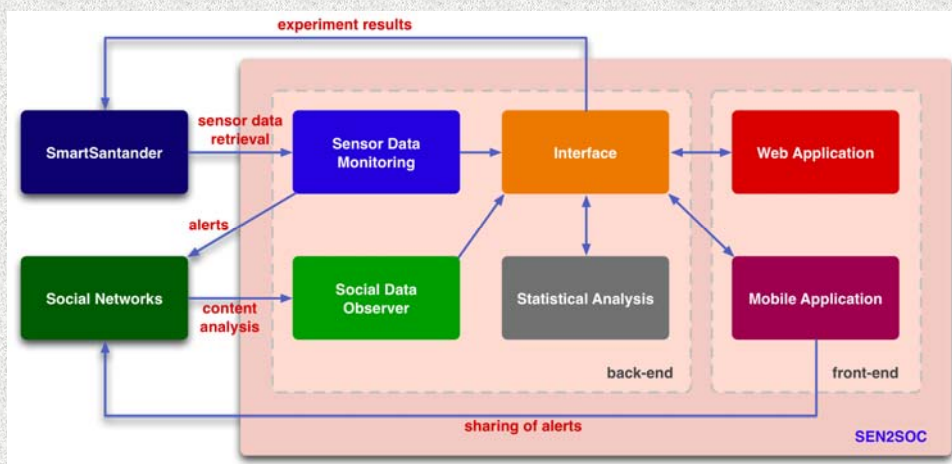 experiment results
SmartSantander
sensor data
retrieval
Sensor Data
Monitoring
Interface
Web Application
alerts
Social Networks
content
analysis
Social Data
Observer
Statistical Analysis
Mobile Application
back-end
front-end
sharing of alerts
SEN2SOC